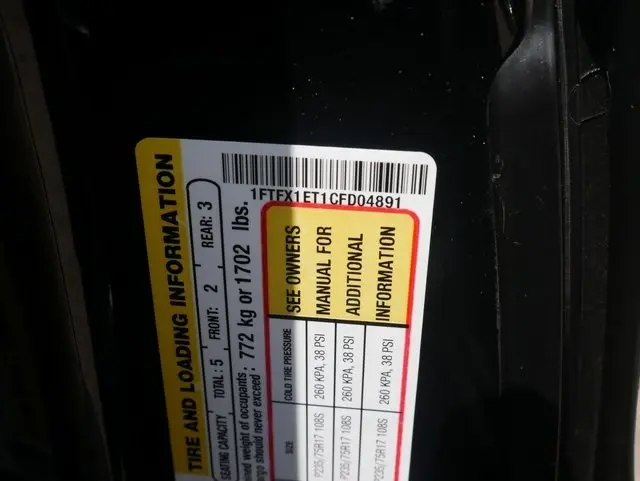 TIRE AND LOADING INFORMATION
SEATING CAPACITY TOTAL: 5 FRONT: 2 REAR: 3
weight of occupants
should never exceed: 772 kg or 1702 lbs.
1FTFX1ET1CFD04891
SIZE COLD TIRE PRESSURE SEE OWNERS
P235/75R17 108S 260 KPA, 38 PSI MANUAL FOR
P235/75R17 108S 260 KPA, 38 PSI ADDITIONAL
P235/75R17 108S 260 KPA, 38 PSI INFORMATION